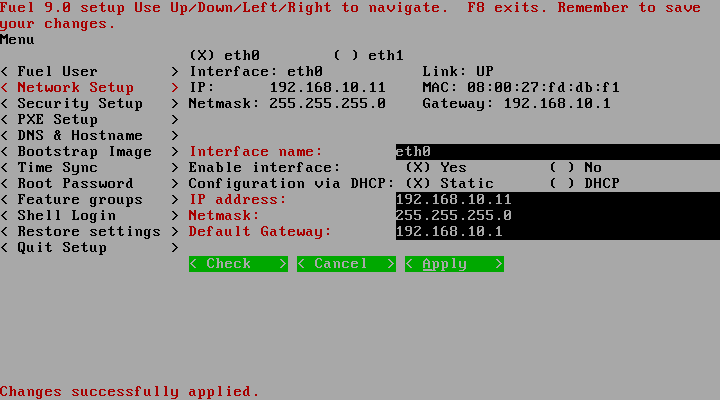 Fuel 9.0 setup Use Up/Down/Left/Right to navigate.  F8 exits. Remember to save
your changes.
Menu
(X) eth0         ( ) eth1
< Fuel User         > Interface: eth0         Link: UP
< Network Setup     > IP:       192.168.10.11    MAC: 08:00:27:fd:db:f1
< Security Setup    > Netmask: 255.255.255.0    Gateway: 192.168.10.1
< PXE Setup         >
< DNS & Hostname    >
< Bootstrap Image   > Interface name:         eth0
< Time Sync         > Enable interface:       (X) Yes         ( ) No
< Root Password     > Configuration via DHCP: (X) Static      ( ) DHCP
< Feature groups    > IP address:             192.168.10.11
< Shell Login       > Netmask:                255.255.255.0
< Restore settings  > Default Gateway:        192.168.10.1
< Quit Setup        >
< Check   > < Cancel  > < Apply   >
Changes successfully applied.